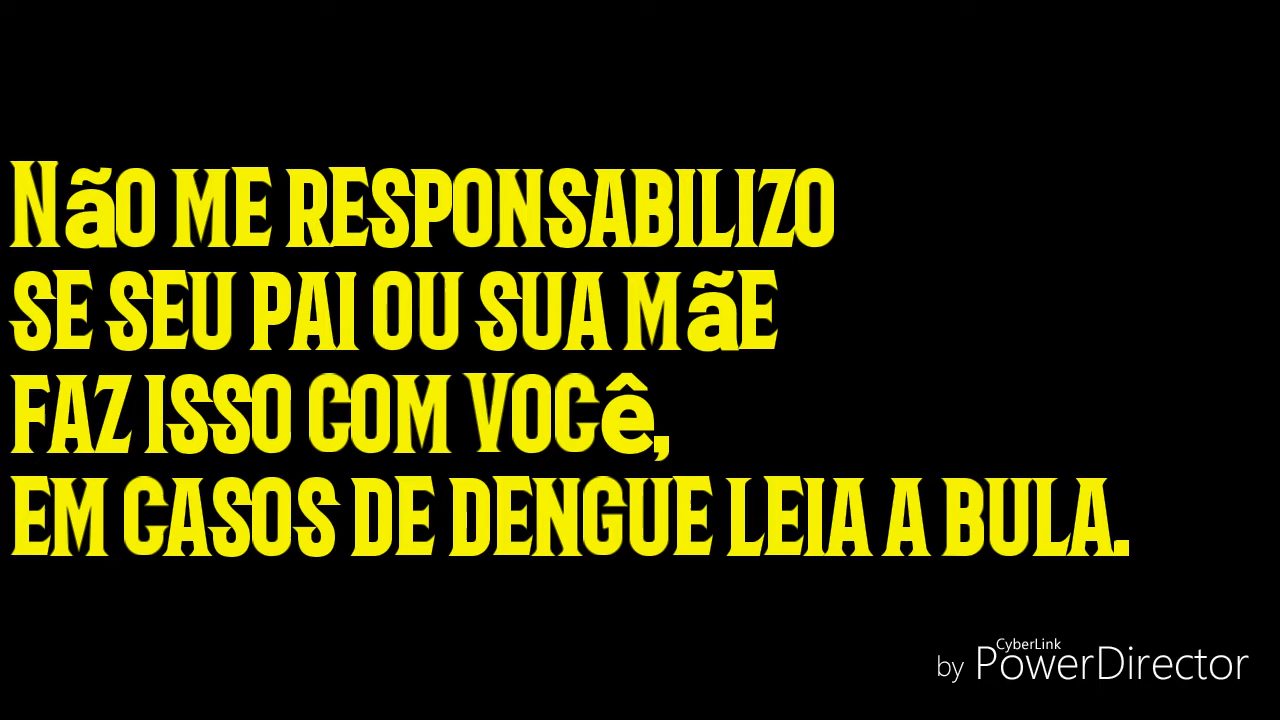 Não me responsabilizo
se seu pai ou sua mãe
faz isso com você,
em casos de dengue leia a bula.
CyberLink
by PowerDirector